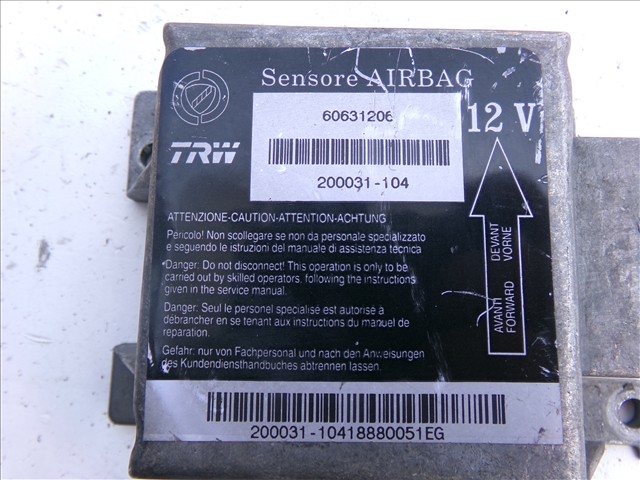 Sensore AIRBAG
60631206
12 V
TRW
200031-104
ATTENZIONE-CAUTION-ATTENTION-ACHTUNG
Pericolo! Non scollegare se non da personale specializzato
e seguendo le istruzioni del manuale di assistenza tecnica
Danger: Do not disconnect! This operation is only to be
carried out by skilled operators, following the instructions
given in the service manual.
Danger: Seul le personel specialisé est autorisé à
débrancher en se tenant aux instructions du manuel de
reparation.
Gefahr: nur von Fachpersonal und nach den Anweisungen
des Kundendiensthandbuches abtrennen lassen.
AVANTI DEVANT
FORWARD VORNE
200031-10418880051EG